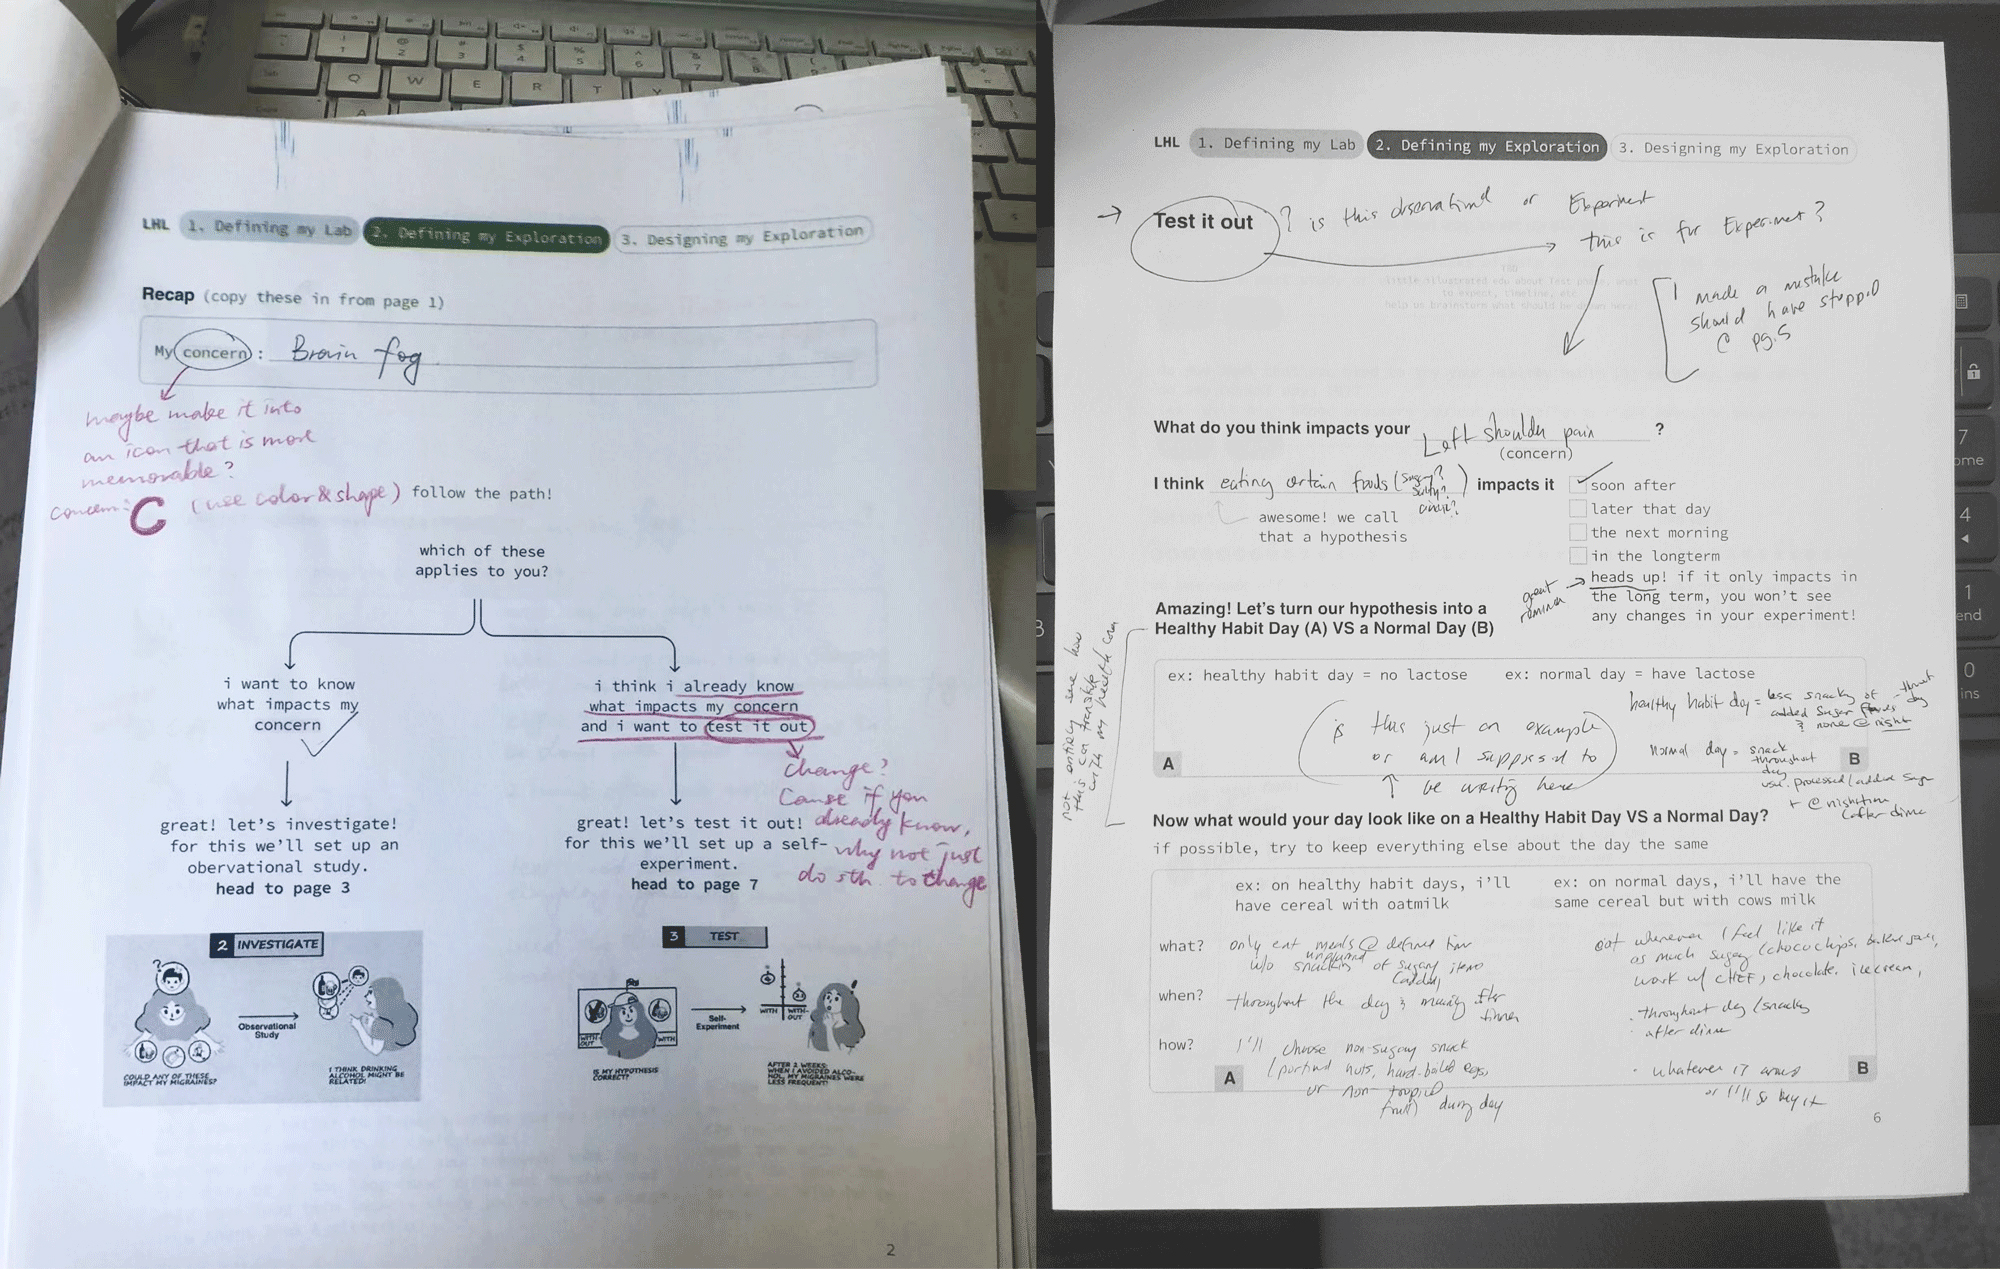 LHL 1. Defining my Lab 2. Defining my Exploration 3. Designing my Exploration
Recap (copy these in from page 1)
My concern : Brain fog
maybe make it into
an icon that is more
memorable?
concern: C (use color & shape)
follow the path!
which of these
applies to you?
i want to know
what impacts my
concern
great! let's investigate!
for this we'll set up an
obervational study.
head to page 3
i think i already know
what impacts my concern
and i want to test it out
change?
Cause if you
already know,
why not just
do sth. to change
great! let's test it out!
for this we'll set up a self-
experiment.
head to page 7
2 INVESTIGATE
?
Observational
Study
COULD ANY OF THESE
IMPACT MY MIGRAINES?
I THINK DRINKING
ALCOHOL MIGHT BE
RELATED!
3 TEST
WITH-
OUT
WITH
Self-
Experiment
WITH
WITH-
OUT
IS MY HYPOTHESIS
CORRECT?
AFTER 2 WEEKS:
WHEN I AVOIDED ALCO-
HOL, MY MIGRAINES WERE
LESS FREQUENT!
2
LHL 1. Defining my Lab 2. Defining my Exploration 3. Designing my Exploration
Test it out ? is this observational or Experiment
this is for Experiment?
I made a mistake
should have stopped
@ pg.5
What do you think impacts your Left shoulder pain ?
(concern)
I think eating certain foods (sugary? salty? impacts it
awesome! we call
that a hypothesis
soon after
later that day
the next morning
in the longterm
great
reminder
heads up! if it only impacts in
the long term, you won't see
any changes in your experiment!
Amazing! Let's turn our hypothesis into a
Healthy Habit Day (A) VS a Normal Day (B)
not entirely sure how
this can translate
with my health
ex: healthy habit day = no lactose
ex: normal day = have lactose
is this just an example
or am I supposed to
be writing here
healthy habit day = less snacking of
added sugar
& none @ night
normal day = snack
throughout
day
processed/added sugar
+ @ nighttime
(after dinner
A
B
Now what would your day look like on a Healthy Habit Day VS a Normal Day?
if possible, try to keep everything else about the day the same
ex: on healthy habit days, i'll
have cereal with oatmilk
ex: on normal days, i'll have the
same cereal but with cows milk
what?
only eat meals @ defined time
w/o unplanned snacking of sugary items
(added)
eat whenever I feel like it
as much sugary (choco chips, baked
work w/ CHEF, chocolate, icecream,
when?
throughout the day & mainly after
dinner
· throughout day/snacks
· after dinner
how?
I'll choose non-sugary snack
(portioned nuts, hard-boiled eggs,
or non-tropical
fruit) during day
· whatever is around
or I'll go buy it
A
B
6